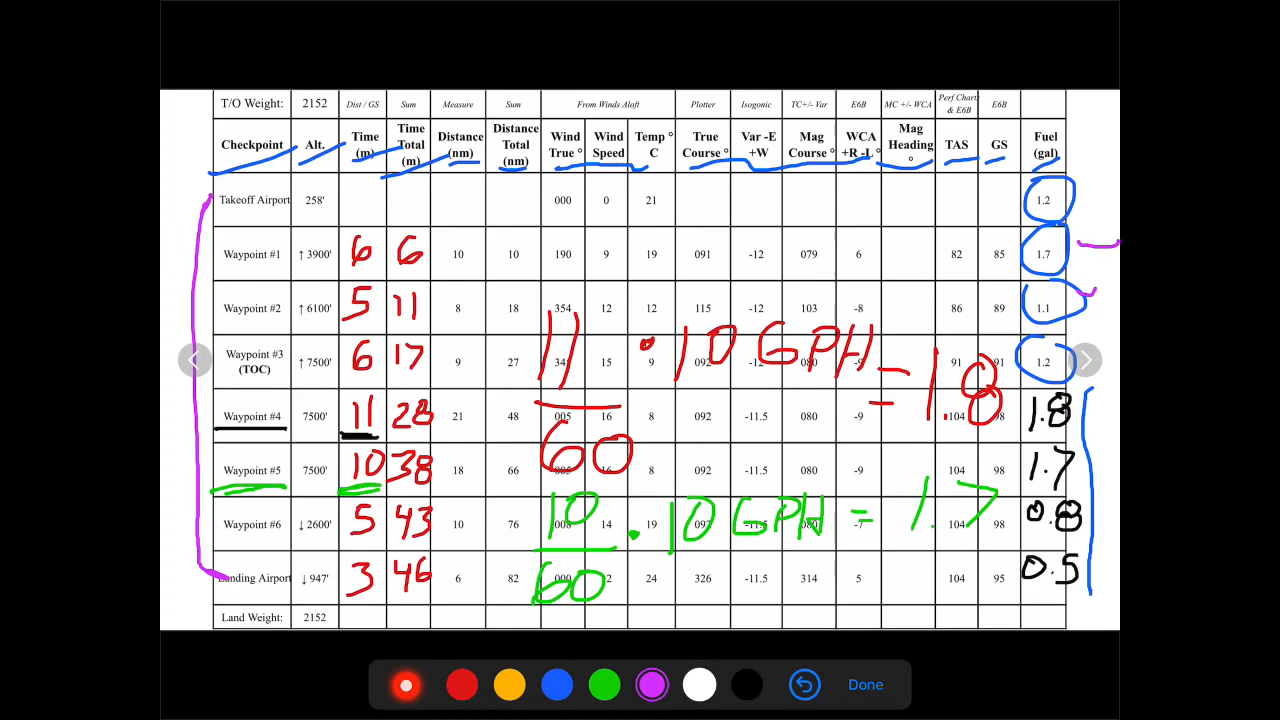 T/O Weight: 2152 Dist / GS Sum Measure Sum From Winds Aloft Plotter Isogonic TC+/- Var E6B MC +/- WCA Perf Chart & E6B E6B
Checkpoint Alt. Time (m) Time Total (m) Distance (nm) Distance Total (nm) Wind True ° Wind Speed Temp ° C True Course ° Var -E +W Mag Course ° WCA +R -L ° Mag Heading ° TAS GS Fuel (gal)
Takeoff Airport 258' 000 0 21 1.2
Waypoint #1 ↑ 3900' 6 6 10 10 190 9 19 091 -12 079 6 82 85 1.7
Waypoint #2 ↑ 6100' 5 11 8 18 354 12 12 115 -12 103 -8 86 89 1.1
Waypoint #3 (TOC) ↑ 7500' 6 17 9 27 15 9 91 91 1.2
11/60 · 10 GPH = 1.8
Waypoint #4 7500' 11 28 21 48 005 16 8 092 -11.5 080 -9 104 98 1.8
Waypoint #5 7500' 10 38 18 66 005 16 8 092 -11.5 080 -9 104 98 1.7
Waypoint #6 ↓ 2600' 5 43 10 76 008 14 19 -11.5 080 -7 104 98 0.8
10/60 · 10 GPH = 1.7
Landing Airport ↓ 947' 3 46 6 82 000 24 326 -11.5 314 5 104 95 0.5
Land Weight: 2152
Done